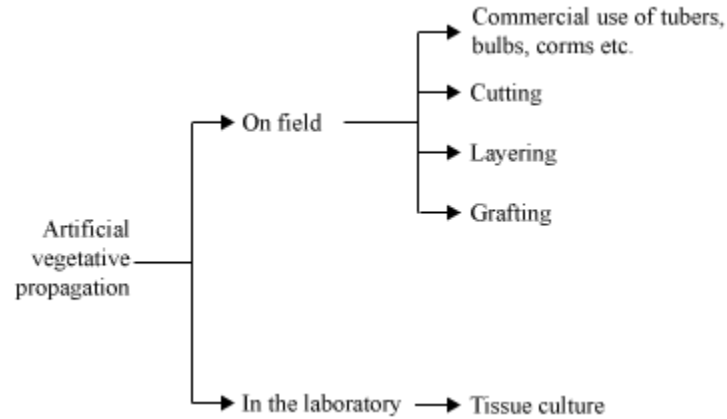 Artificial
vegetative
propagation
On field
Commercial use of tubers,
bulbs, corms etc.
Cutting
Layering
Grafting
In the laboratory
Tissue culture